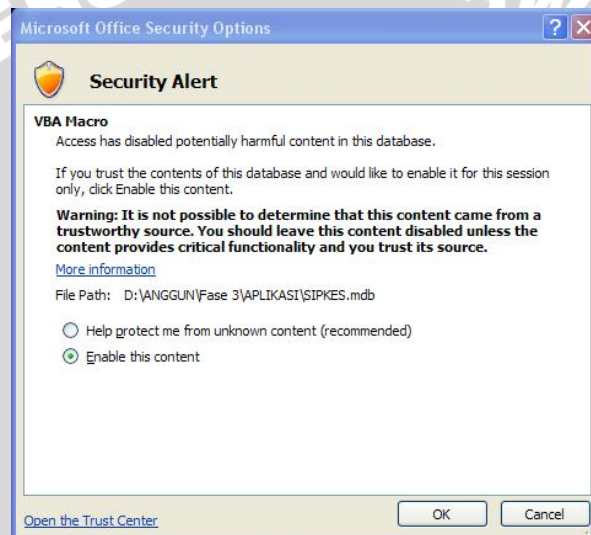 Microsoft Office Security Options
Security Alert
VBA Macro
Access has disabled potentially harmful content in this database.
If you trust the contents of this database and would like to enable it for this session
only, click Enable this content.
Warning: It is not possible to determine that this content came from a
trustworthy source. You should leave this content disabled unless the
content provides critical functionality and you trust its source.
More information
File Path: D:\ANGGUN\Fase 3\APLIKASI\SIPKES.mdb
Help protect me from unknown content (recommended)
Enable this content
Open the Trust Center
OK
Cancel